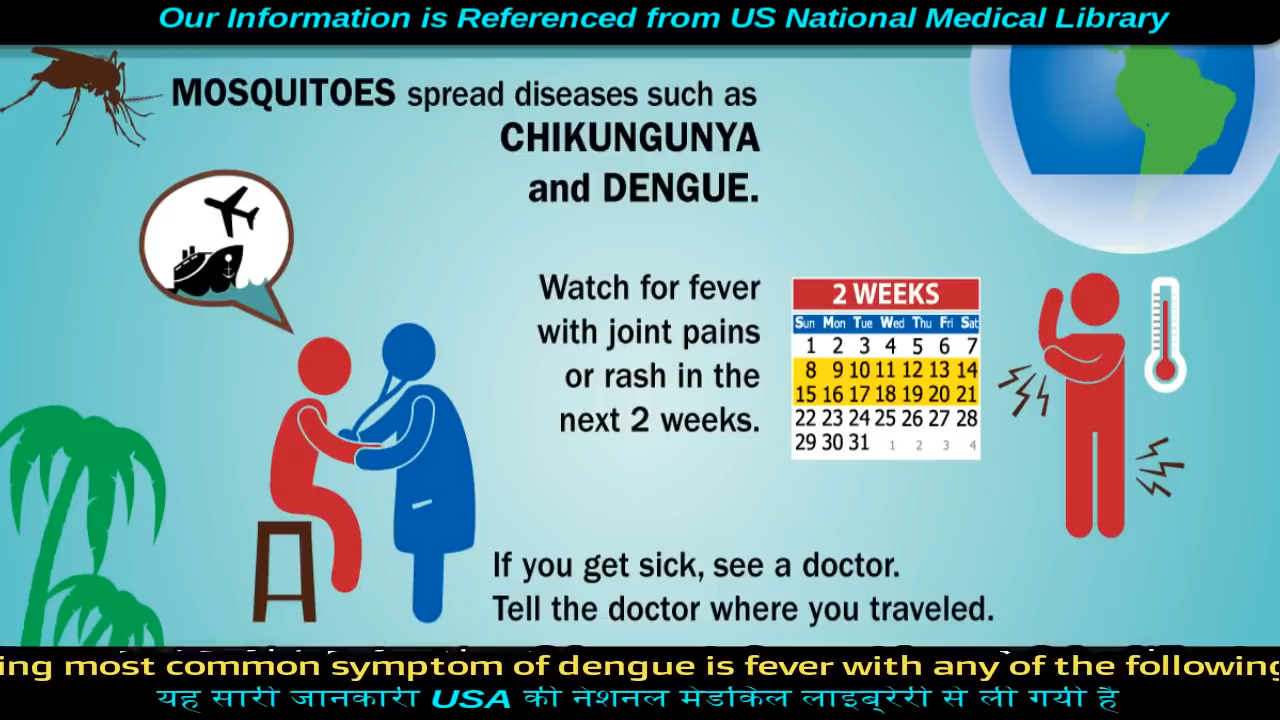 Our Information is Referenced from US National Medical Library
MOSQUITOES spread diseases such as
CHIKUNGUNYA
and DENGUE.
Watch for fever
with joint pains
or rash in the
next 2 weeks.
2 WEEKS
Sun Mon Tue Wed Thu Fri Sat
1 2 3 4 5 6 7
8 9 10 11 12 13 14
15 16 17 18 19 20 21
22 23 24 25 26 27 28
29 30 31 1 2 3 4
If you get sick, see a doctor.
Tell the doctor where you traveled.
ing most common symptom of dengue is fever with any of the following
यह सारी जानकारी USA की नेशनल मेडीकल लाइब्रेरी से ली गयी है